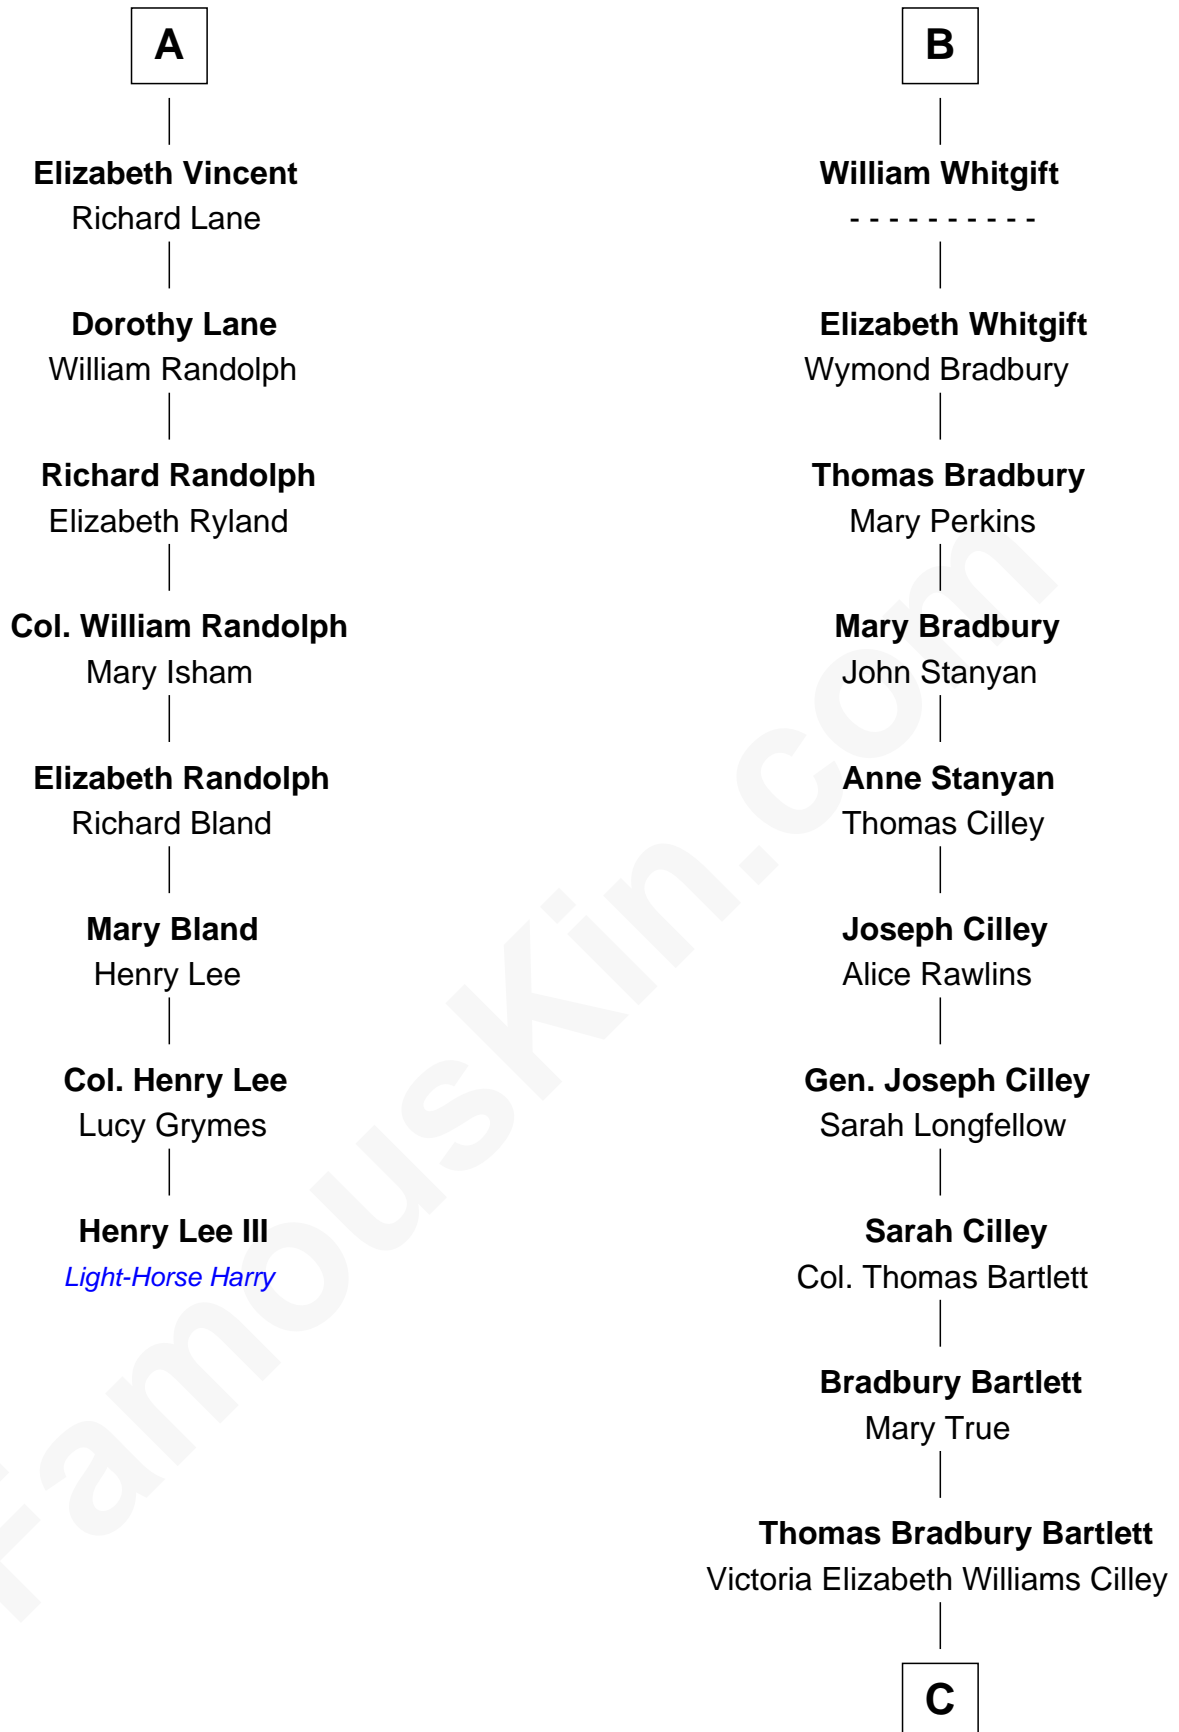 A
Elizabeth Vincent
Richard Lane
Dorothy Lane
William Randolph
Richard Randolph
Elizabeth Ryland
Col. William Randolph
Mary Isham
Elizabeth Randolph
Richard Bland
Mary Bland
Henry Lee
Col. Henry Lee
Lucy Grymes
Henry Lee III
Light-Horse Harry
B
William Whitgift
- - - - - - - - - -
Elizabeth Whitgift
Wymond Bradbury
Thomas Bradbury
Mary Perkins
Mary Bradbury
John Stanyan
Anne Stanyan
Thomas Cilley
Joseph Cilley
Alice Rawlins
Gen. Joseph Cilley
Sarah Longfellow
Sarah Cilley
Col. Thomas Bartlett
Bradbury Bartlett
Mary True
Thomas Bradbury Bartlett
Victoria Elizabeth Williams Cilley
C
FamousKin.com